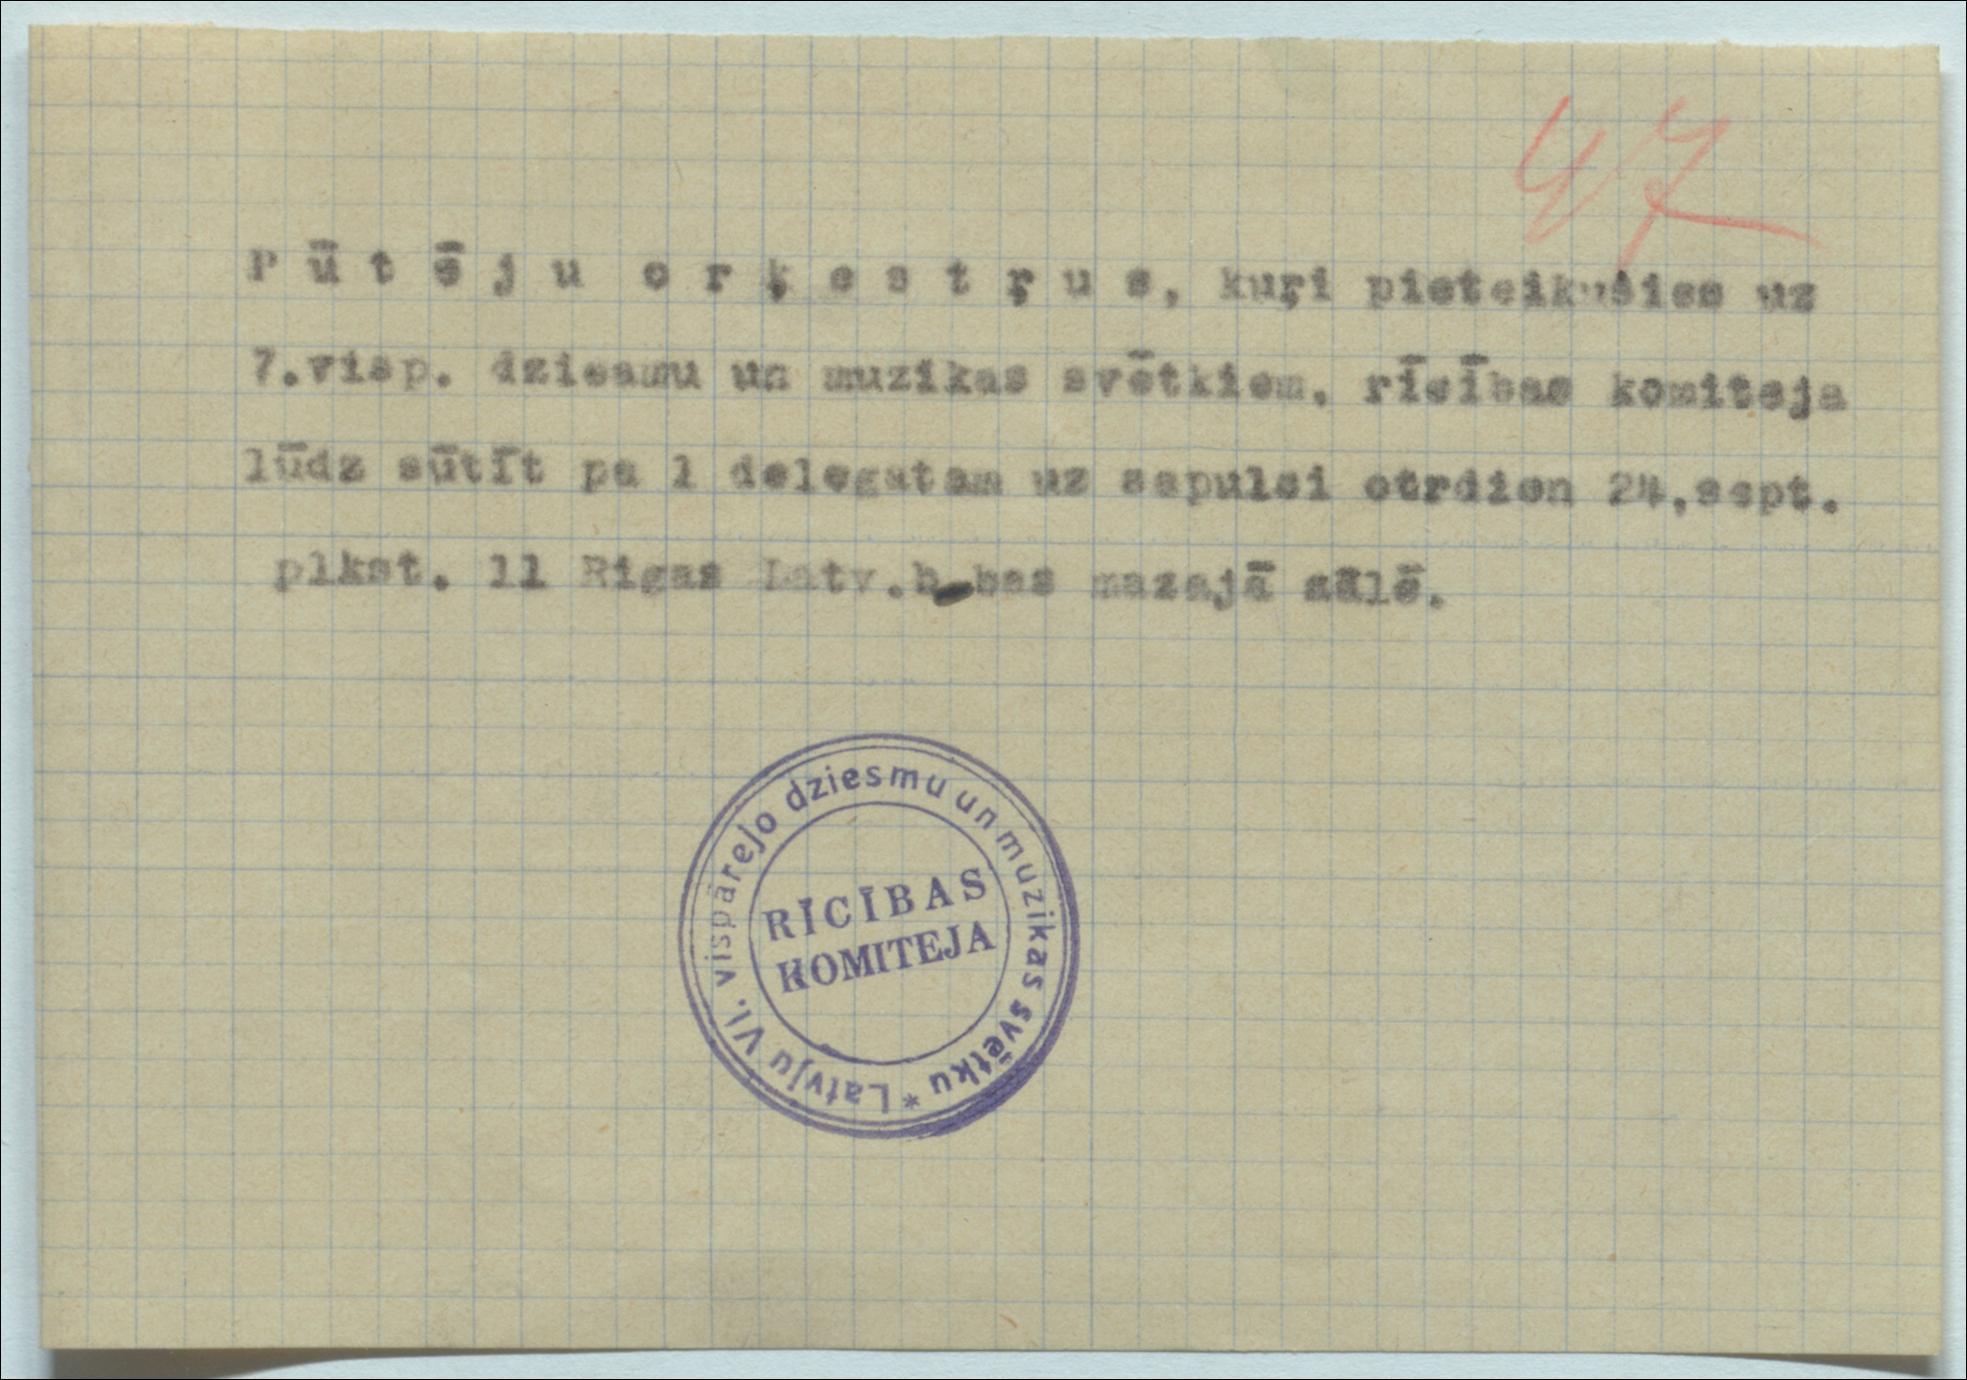 47
Pūtēju orķestŗus, kuŗi pieteikušies uz
7.visp. dziesmu un muzikas svētkiem, rīcības komiteja
lūdz sūtīt pa 1 delegatam uz sapulci otrdien 24.sept.
plkst. 11 Rigas Latv.b-bas mazajā zālē.
Latvju VI. vispārejo dziesmu un muzikas svētku *
RĪCĪBAS
KOMITEJA